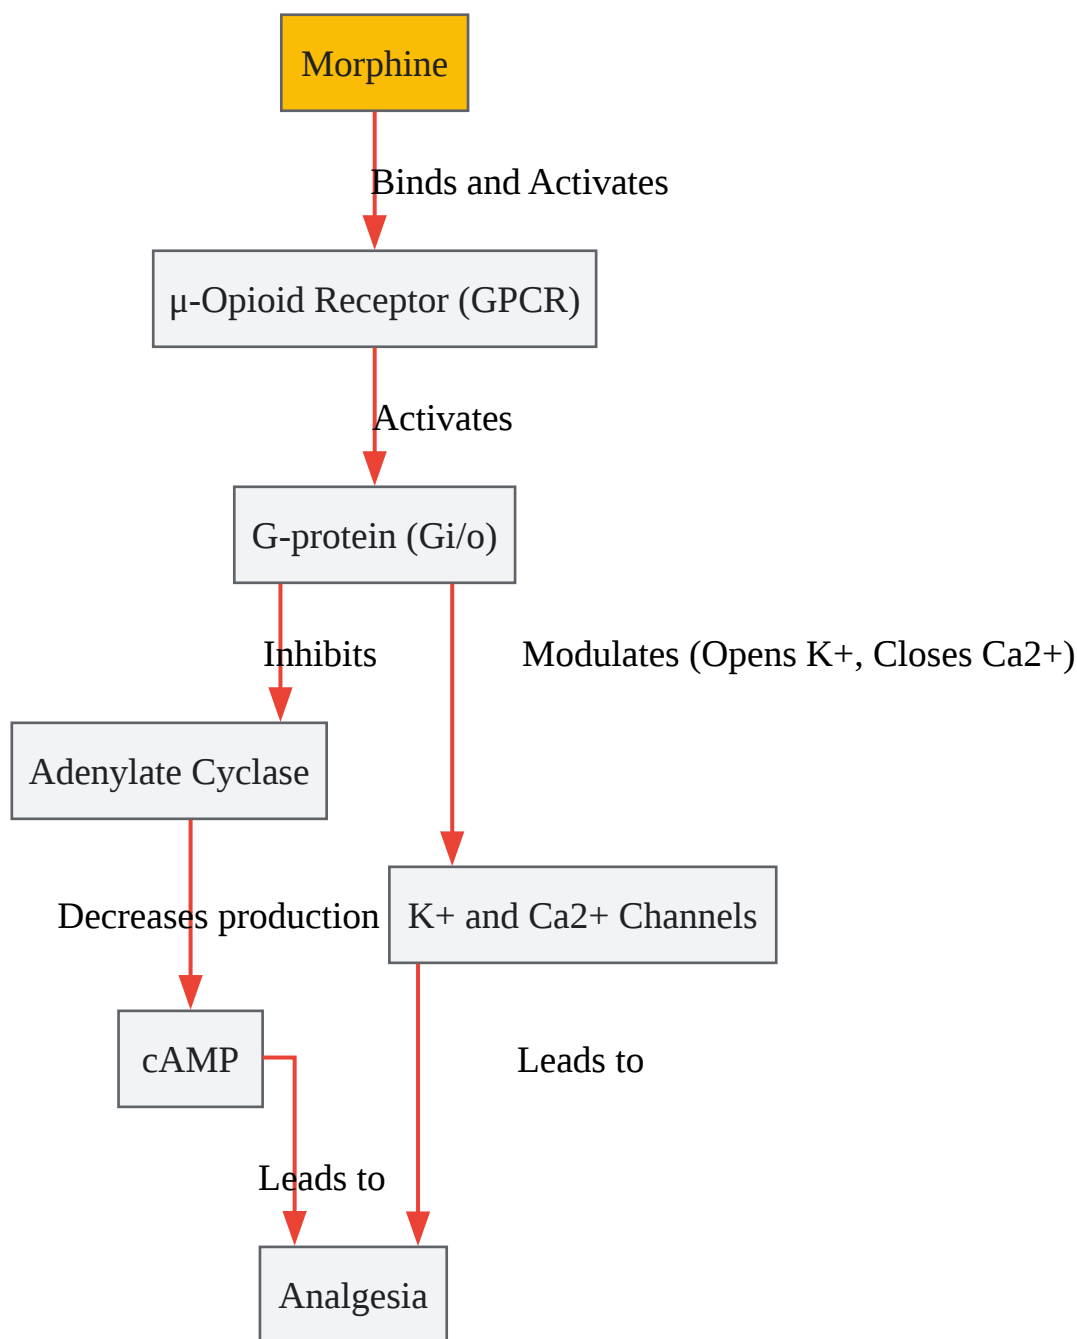 Morphine
Binds and Activates
μ-Opioid Receptor (GPCR)
Activates
G-protein (Gi/o)
Inhibits
Modulates (Opens K+, Closes Ca2+)
Adenylate Cyclase
Decreases production
K+ and Ca2+ Channels
cAMP
Leads to
Leads to
Analgesia